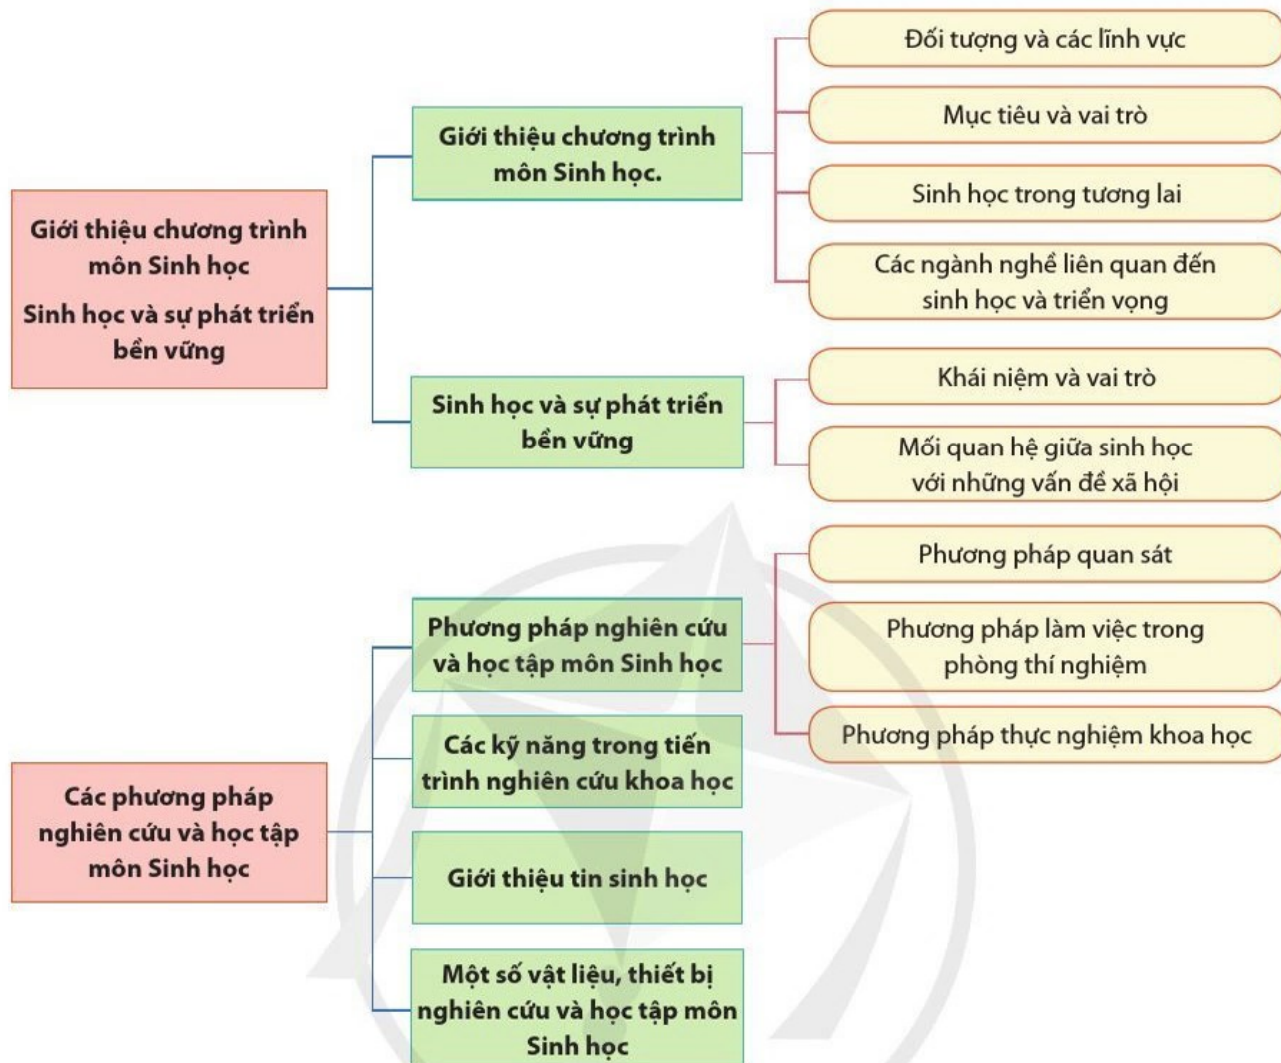 Giới thiệu chương trình
môn Sinh học
Sinh học và sự phát triển
bền vững
Giới thiệu chương trình
môn Sinh học.
Đối tượng và các lĩnh vực
Mục tiêu và vai trò
Sinh học trong tương lai
Các ngành nghề liên quan đến
sinh học và triển vọng
Sinh học và sự phát triển
bền vững
Khái niệm và vai trò
Mối quan hệ giữa sinh học
với những vấn đề xã hội
Các phương pháp
nghiên cứu và học tập
môn Sinh học
Phương pháp nghiên cứu
và học tập môn Sinh học
Phương pháp quan sát
Phương pháp làm việc trong
phòng thí nghiệm
Phương pháp thực nghiệm khoa học
Các kỹ năng trong tiến
trình nghiên cứu khoa học
Giới thiệu tin sinh học
Một số vật liệu, thiết bị
nghiên cứu và học tập môn
Sinh học